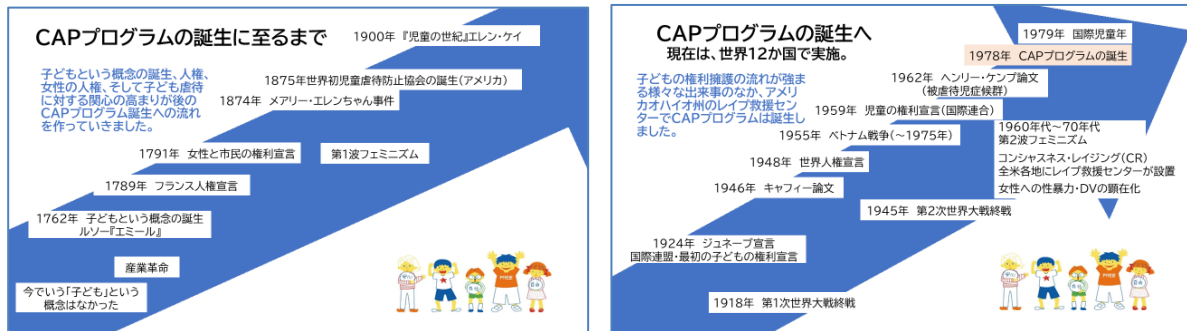 CAPプログラムの誕生に至るまで
1900年 『児童の世紀』エレン・ケイ
子どもという概念の誕生、人権、
女性の人権、そして子ども虐待
に対する関心の高まりが後の
CAPプログラム誕生への流れ
を作っていきました。
1875年世界初児童虐待防止協会の誕生(アメリカ)
1874年 メアリー・エレンちゃん事件
1791年 女性と市民の権利宣言
第1波フェミニズム
1789年 フランス人権宣言
1762年 子どもという概念の誕生
ルソー『エミール』
産業革命
今でいう「子ども」という
概念はなかった
CAPプログラムの誕生へ
現在は、世界12か国で実施。
1979年 国際児童年
1978年 CAPプログラムの誕生
子どもの権利擁護の流れが強ま
る様々な出来事のなか、アメリ
カオハイオ州のレイプ救援セン
ターでCAPプログラムは誕生し
ました。
1962年 ヘンリー・ケンプ論文
(被虐待児症候群)
1959年 児童の権利宣言(国際連合)
1955年 ベトナム戦争(~1975年)
1960年代~70年代
第2波フェミニズム
コンシャスネス・レイジング(CR)
全米各地にレイプ救援センターが設置
女性への性暴力・DVの顕在化
1948年 世界人権宣言
1946年 キャフィー論文
1945年 第2次世界大戦終戦
1924年 ジュネーブ宣言
国際連盟・最初の子どもの権利宣言
1918年 第1次世界大戦終戦